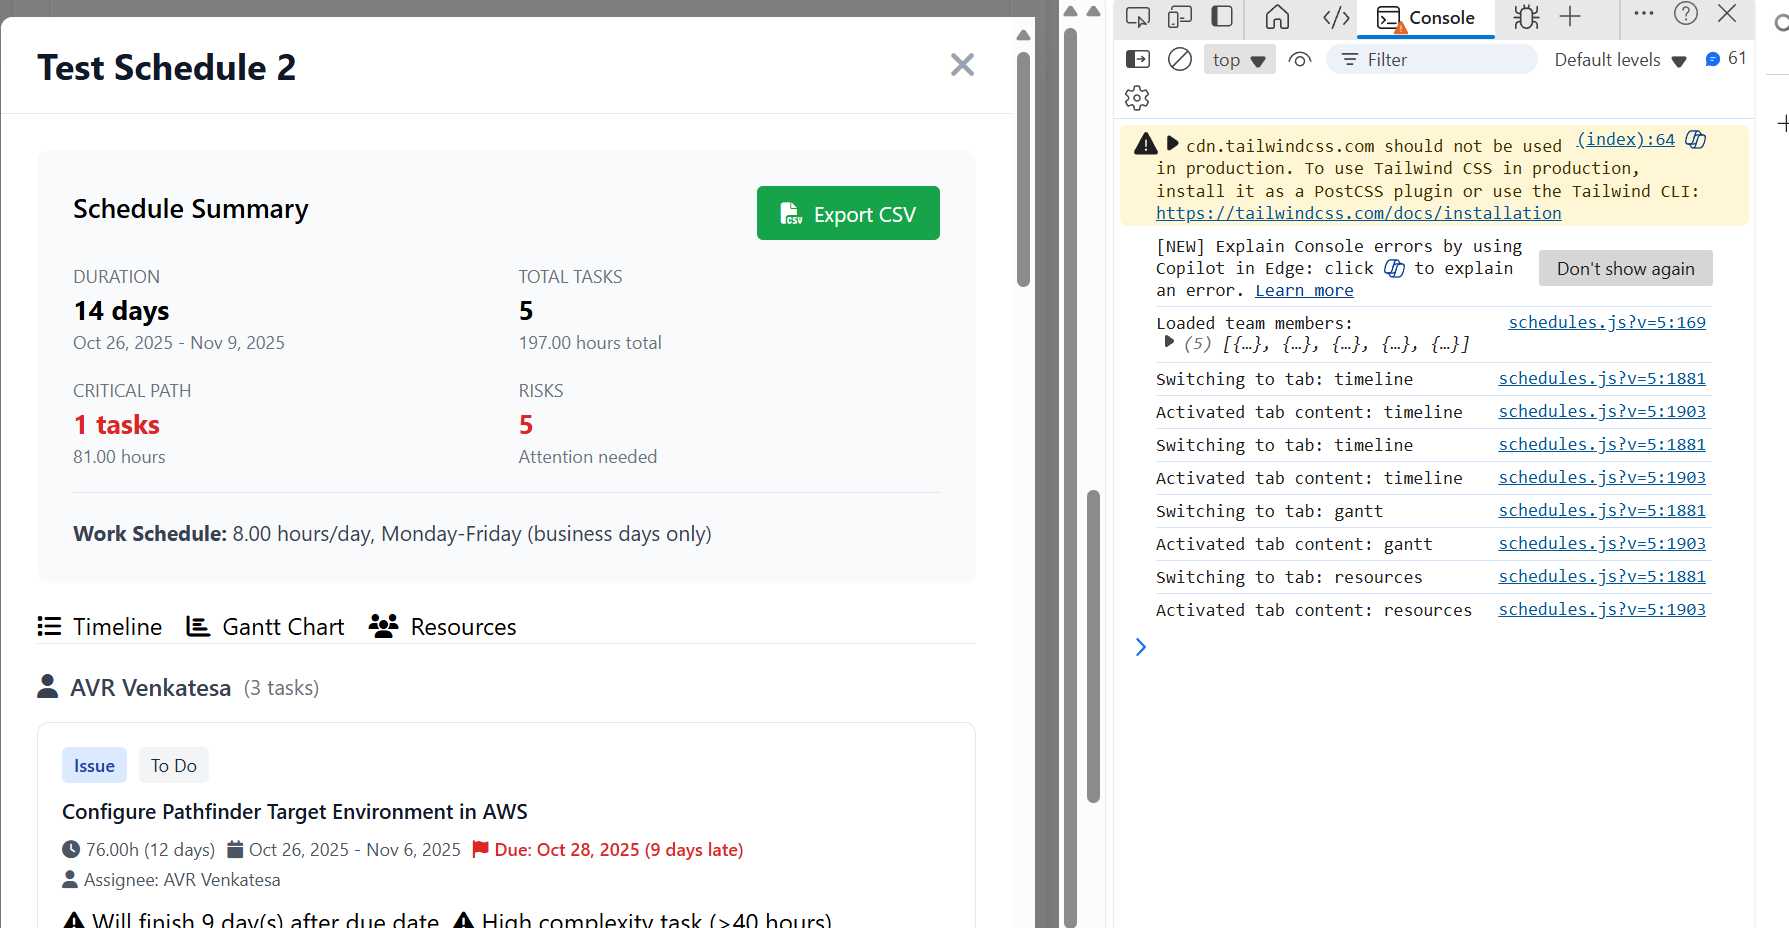 Test Schedule 2
Schedule Summary
Export CSV
DURATION
14 days
Oct 26, 2025 - Nov 9, 2025
TOTAL TASKS
5
197.00 hours total
CRITICAL PATH
1 tasks
81.00 hours
RISKS
5
Attention needed
Work Schedule: 8.00 hours/day, Monday-Friday (business days only)
Timeline Gantt Chart Resources
AVR Venkatesa (3 tasks)
Issue To Do
Configure Pathfinder Target Environment in AWS
76.00h (12 days) Oct 26, 2025 - Nov 6, 2025 Due: Oct 28, 2025 (9 days late)
Assignee: AVR Venkatesa
Will finish 9 day(s) after due date High complexity task (>40 hours)
Console
top Filter Default levels 61
cdn.tailwindcss.com should not be used (index):64
in production. To use Tailwind CSS in production,
install it as a PostCSS plugin or use the Tailwind CLI:
https://tailwindcss.com/docs/installation
[NEW] Explain Console errors by using
Copilot in Edge: click to explain
an error. Learn more
Don't show again
Loaded team members: schedules.js?v=5:169
(5) [{…}, {…}, {…}, {…}, {…}]
Switching to tab: timeline schedules.js?v=5:1881
Activated tab content: timeline schedules.js?v=5:1903
Switching to tab: timeline schedules.js?v=5:1881
Activated tab content: timeline schedules.js?v=5:1903
Switching to tab: gantt schedules.js?v=5:1881
Activated tab content: gantt schedules.js?v=5:1903
Switching to tab: resources schedules.js?v=5:1881
Activated tab content: resources schedules.js?v=5:1903